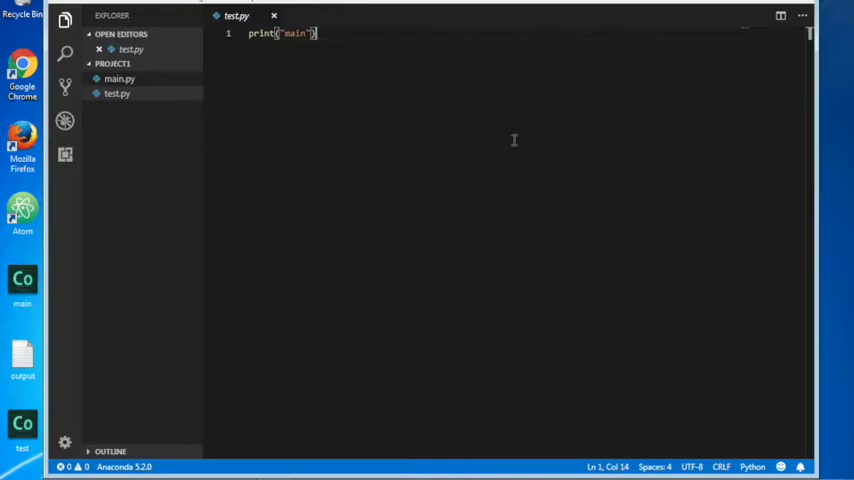 Recycle Bin
Google
Chrome
Mozilla
Firefox
Atom
Co
main
output
Co
test
EXPLORER
OPEN EDITORS
test.py
PROJECT1
main.py
test.py
OUTLINE
test.py
1 print("main")
0 0 Anaconda 5.2.0
Ln 1, Col 14 Spaces: 4 UTF-8 CRLF Python